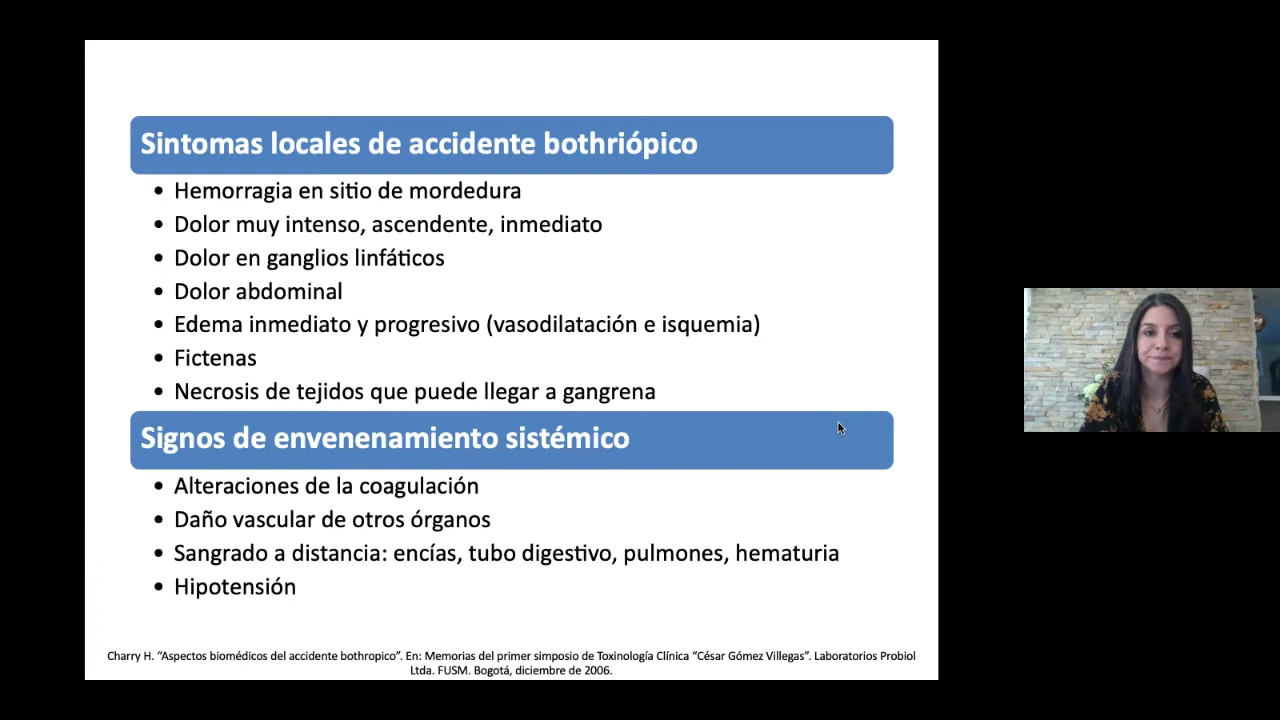 Sintomas locales de accidente bothriópico
• Hemorragia en sitio de mordedura
• Dolor muy intenso, ascendente, inmediato
• Dolor en ganglios linfáticos
• Dolor abdominal
• Edema inmediato y progresivo (vasodilatación e isquemia)
• Fictenas
• Necrosis de tejidos que puede llegar a gangrena
Signos de envenenamiento sistémico
• Alteraciones de la coagulación
• Daño vascular de otros órganos
• Sangrado a distancia: encías, tubo digestivo, pulmones, hematuria
• Hipotensión
Charry H. “Aspectos biomédicos del accidente bothropico”. En: Memorias del primer simposio de Toxinología Clínica “César Gómez Villegas”. Laboratorios Probiol
Ltda. FUSM. Bogotá, diciembre de 2006.